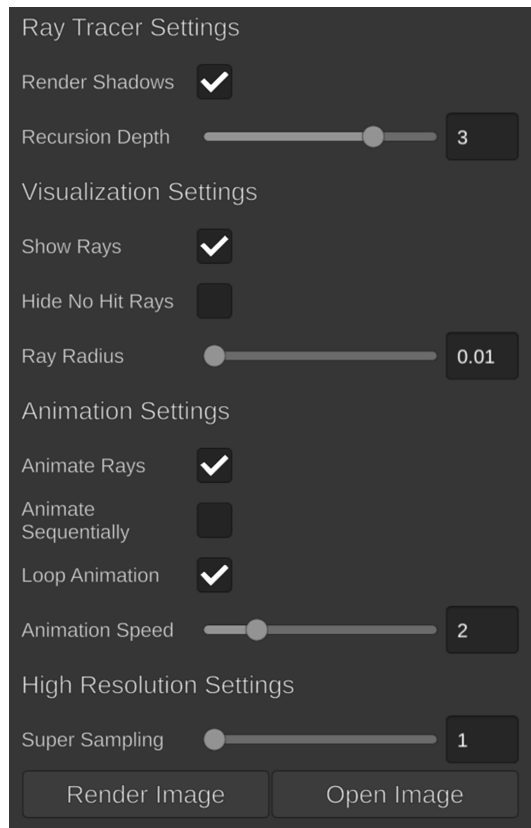 Ray Tracer Settings
Render Shadows
Recursion Depth 3
Visualization Settings
Show Rays
Hide No Hit Rays
Ray Radius 0.01
Animation Settings
Animate Rays
Animate
Sequentially
Loop Animation
Animation Speed 2
High Resolution Settings
Super Sampling 1
Render Image Open Image